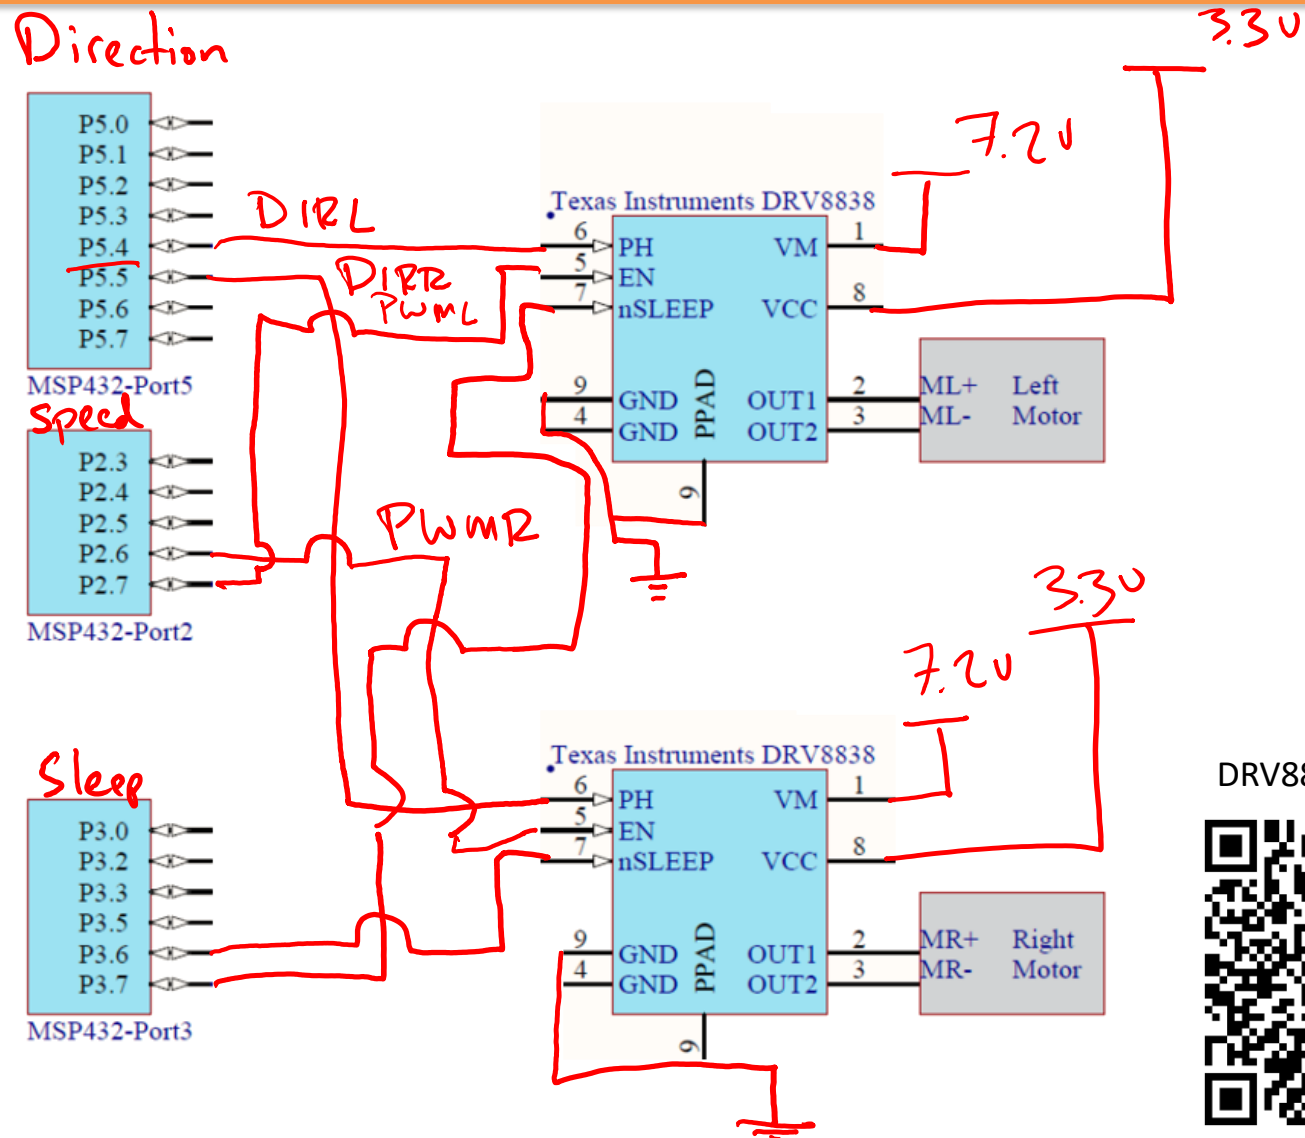 Direction
3.3v
P5.0
P5.1
P5.2
P5.3
P5.4
P5.5
P5.6
P5.7
MSP432-Port5
DIRL
DIRR
PWML
7.2v
Texas Instruments DRV8838
6 PH VM 1
5 EN
7 nSLEEP VCC 8
9 GND OUT1 2
4 GND OUT2 3
PPAD
9
ML+ Left
ML- Motor
Speed
P2.3
P2.4
P2.5
P2.6
P2.7
MSP432-Port2
PWMR
3.3v
7.2v
Sleep
P3.0
P3.2
P3.3
P3.5
P3.6
P3.7
MSP432-Port3
Texas Instruments DRV8838
6 PH VM 1
5 EN
7 nSLEEP VCC 8
9 GND OUT1 2
4 GND OUT2 3
PPAD
9
MR+ Right
MR- Motor